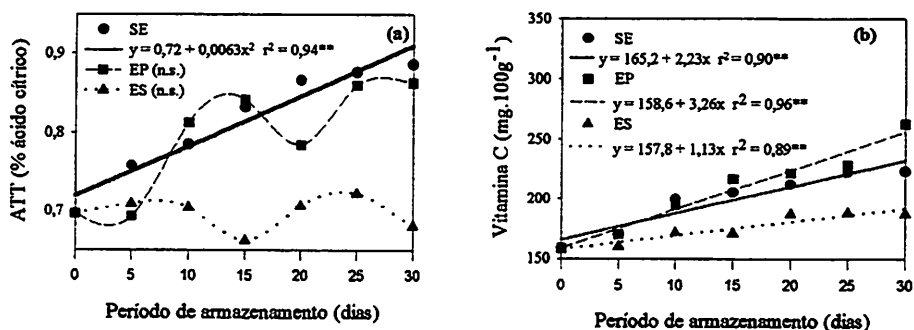 (a)
SE
y = 0,72 + 0,0063x² r² = 0,94**
EP (n.s.)
ES (n.s.)
0,9
0,8
0,7
ATT (% ácido cítrico)
0 5 10 15 20 25 30
Período de armazenamento (dias)
(b)
SE
y = 165,2 + 2,23x r² = 0,90**
EP
y = 158,6 + 3,26x r² = 0,96**
ES
y = 157,8 + 1,13x r² = 0,89**
350
300
250
200
150
Vitamina C (mg.100g⁻¹)
0 5 10 15 20 25 30
Período de armazenamento (dias)